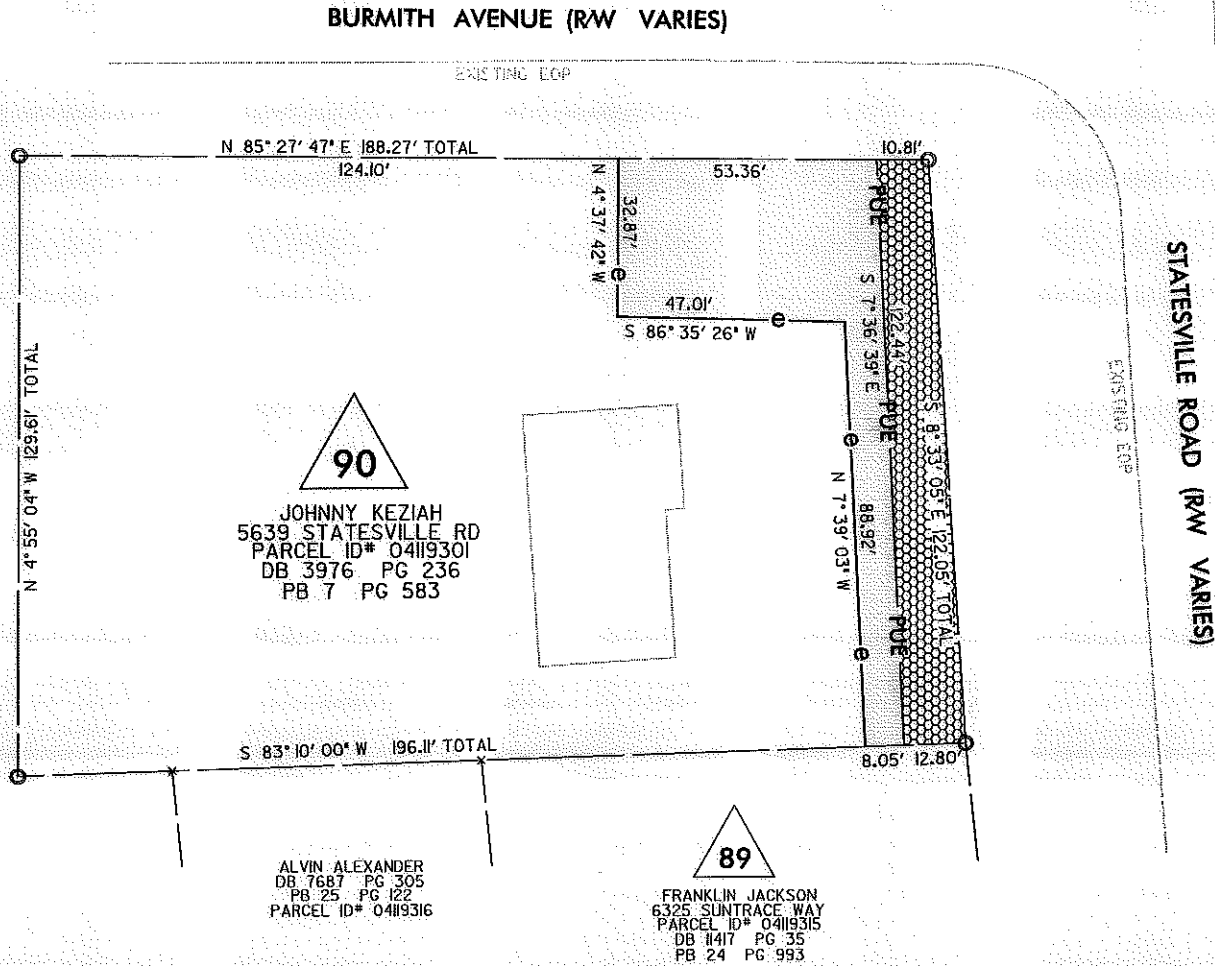 BURMITH AVENUE (R/W VARIES)
EXISTING EOP
N 85° 27' 47" E 188.27' TOTAL
124.10'
53.36'
10.81'
N 4° 37' 42" W
32.87'
47.01'
S 86° 35' 26" W
PUE
S 7° 36' 39" E
122.44'
PUE
S 8° 33' 05" E 122.05' TOTAL
PUE
N 7° 39' 03" W
88.92'
e
e
e
e
N 4° 55' 04" W 129.61' TOTAL
STATESVILLE ROAD (R/W VARIES)
EXISTING EOP
90
JOHNNY KEZIAH
5639 STATESVILLE RD
PARCEL ID# 04119301
DB 3976 PG 236
PB 7 PG 583
S 83° 10' 00" W 196.11' TOTAL
8.05' 12.80'
ALVIN ALEXANDER
DB 7687 PG 305
PB 25 PG 122
PARCEL ID# 04119316
89
FRANKLIN JACKSON
6325 SUNTRACE WAY
PARCEL ID# 04119315
DB 11417 PG 35
PB 24 PG 993